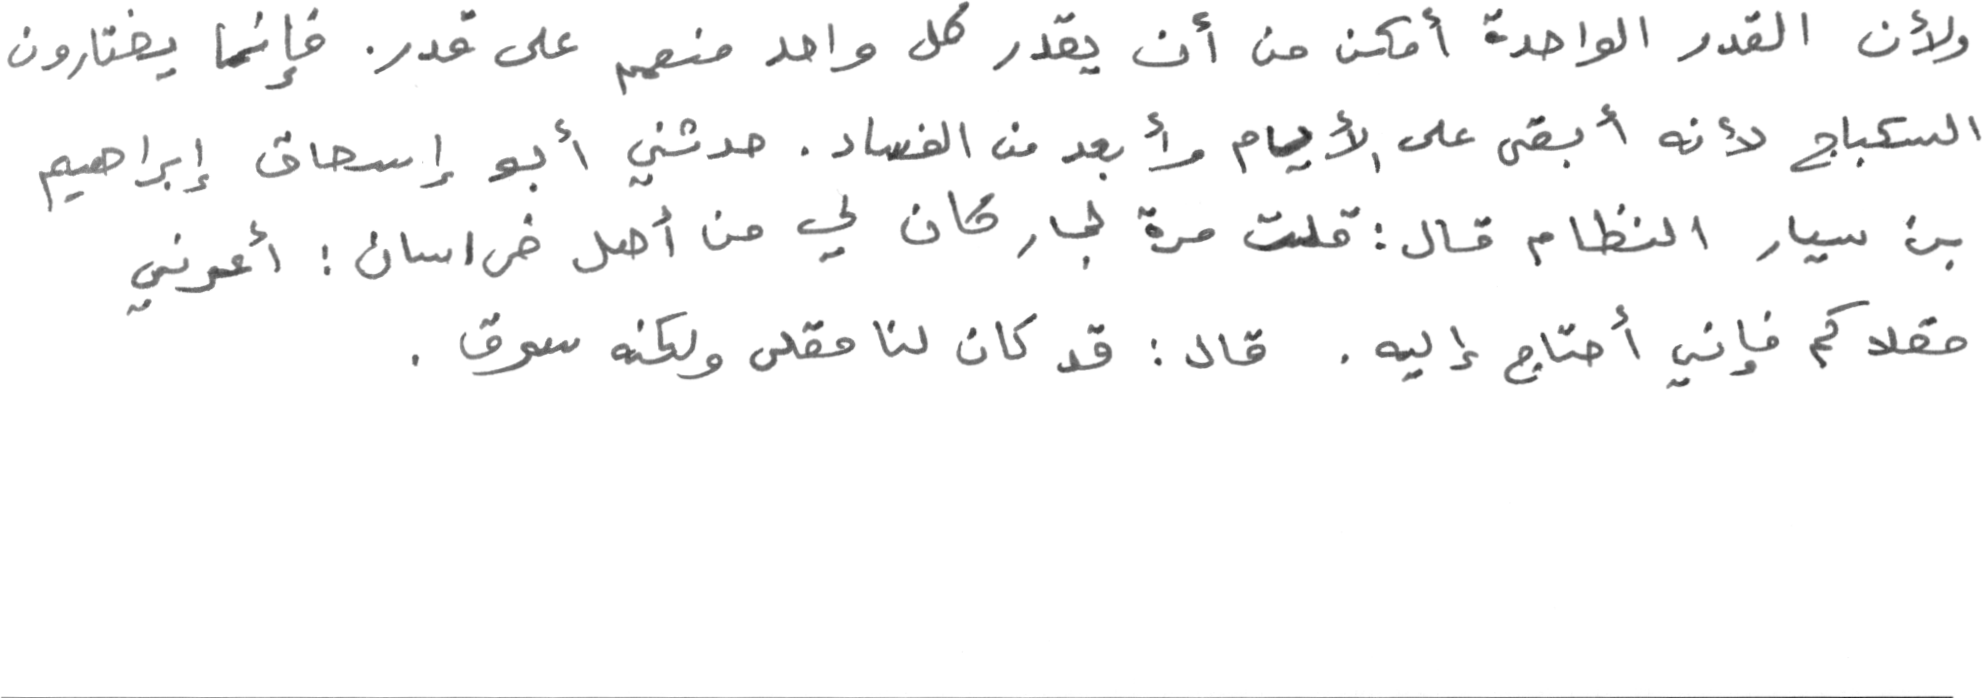 ولأن القدر الواحدة أمكن من أن يقدر كل واحد منهم على قدر. فإنما يختارون
السكباج لأنه أبقى على الأيام وأبعد من الفساد. حدثني أبو إسحاق إبراهيم
بن سيار النظام قال: قلت مرة لجار كان لي من أهل خراسان: أعرني
مقلاكم فإني أحتاج إليه. قال: قد كان لنا مقلى ولكنه سرق.